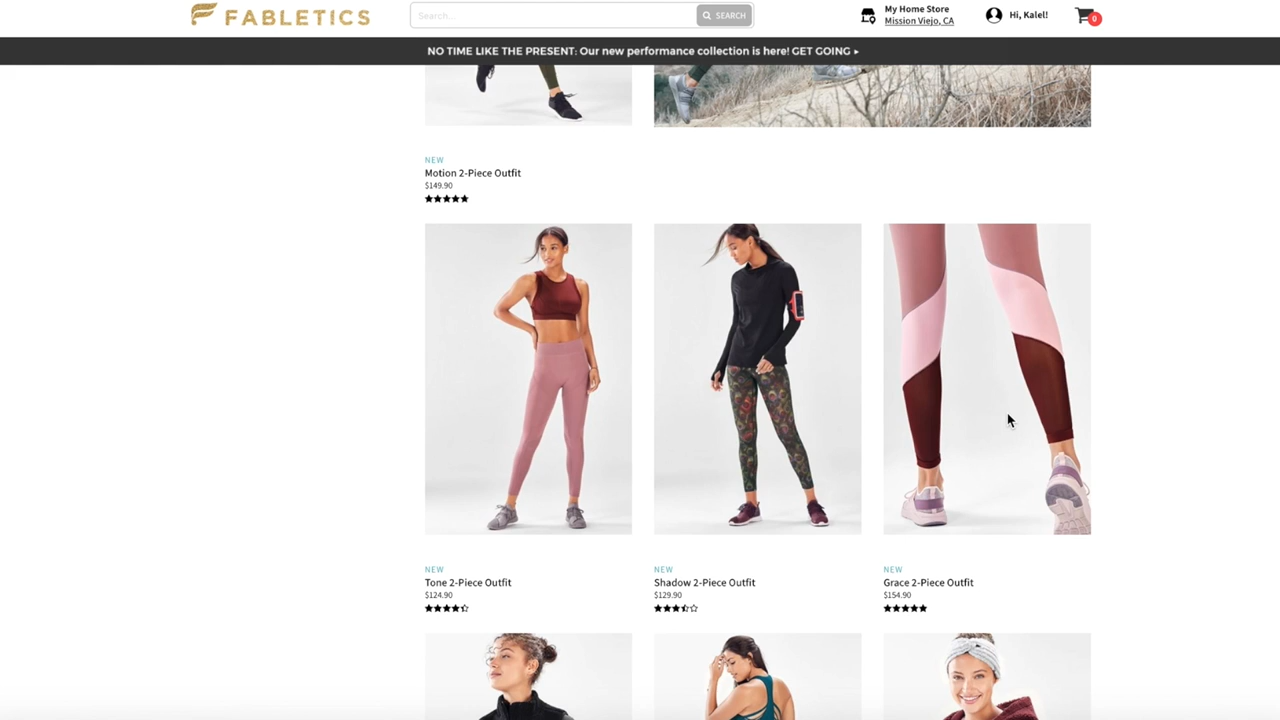 FABLETICS
Search...
SEARCH
My Home Store
Mission Viejo, CA
Hi, Kalel!
0
NO TIME LIKE THE PRESENT: Our new performance collection is here! GET GOING ▸
NEW
Motion 2-Piece Outfit
$149.90
NEW
Tone 2-Piece Outfit
$124.90
NEW
Shadow 2-Piece Outfit
$129.90
NEW
Grace 2-Piece Outfit
$154.90